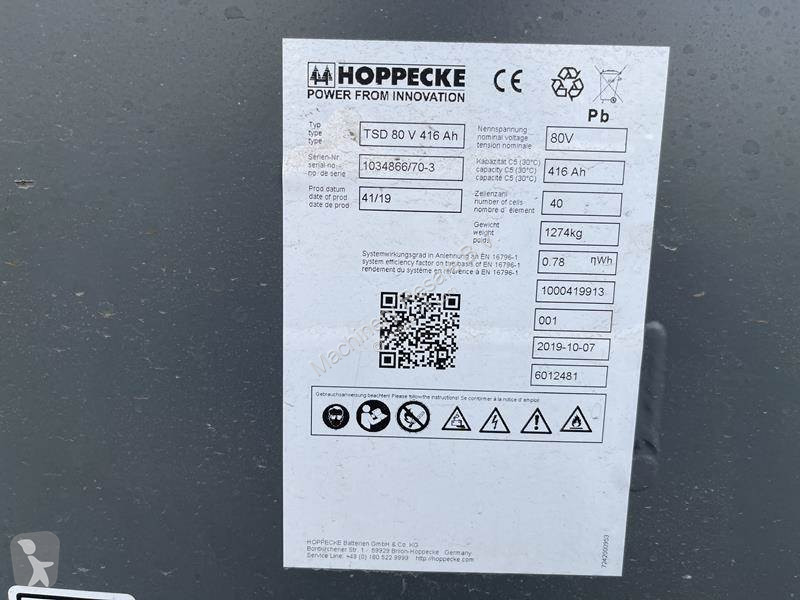 HOPPECKE
POWER FROM INNOVATION
CE
Pb
Typ
type
type
TSD 80 V 416 Ah
Nennspannung
nominal voltage
tension nominale
80V
Serien-Nr.
serial-no.
no. de serie
1034866/70-3
Kapazität C5 (30°C)
capacity C5 (30°C)
capacité C5 (30°C)
416 Ah
Prod.datum
date of prod
date de prod
41/19
Zellenzahl
number of cells
nombre d' élement
40
Gewicht
weight
poids
1274kg
Systemwirkungsgrad in Anlehnung an EN 16796-1
system efficiency factor on the basis of EN 16796-1
rendement du système en référence à EN 16796-1
0.78 ηWh
1000419913
001
2019-10-07
6012481
Gebrauchsanweisung beachten! Please follow the instructions! Se conformer à la notice d' emploi!
HOPPECKE Batterien GmbH & Co. KG
Bontkirchener Str. 1 / 59929 Brilon-Hoppecke Germany
Service Line: +49 (0) 180 522 9999 http://hoppecke.com
7242000953